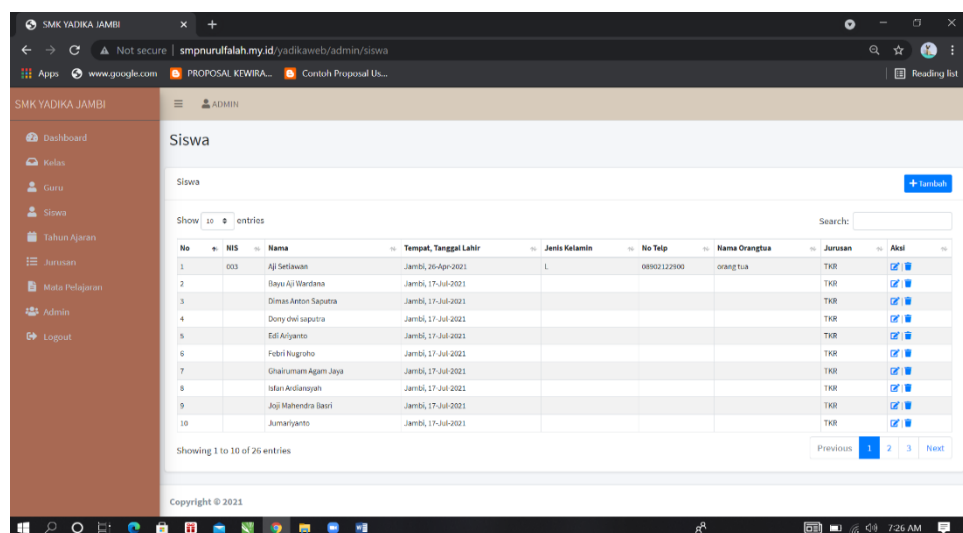 SMK YADIKA JAMBI
Not secure | smpnurulfalah.my.id/yadikaweb/admin/siswa
Apps www.google.com PROPOSAL KEWIRA... Contoh Proposal Us... Reading list
SMK YADIKA JAMBI ADMIN
Dashboard
Kelas
Guru
Siswa
Tahun Ajaran
Jurusan
Mata Pelajaran
Admin
Logout
Siswa
Siswa + Tambah
Show 10 entries Search:
No NIS Nama Tempat, Tanggal Lahir Jenis Kelamin No Telp Nama Orangtua Jurusan Aksi
1 003 Aji Setiawan Jambi, 26-Apr-2021 L 08902122900 orang tua TKR
2 Bayu Aji Wardana Jambi, 17-Jul-2021 TKR
3 Dimas Anton Saputra Jambi, 17-Jul-2021 TKR
4 Dony dwi saputra Jambi, 17-Jul-2021 TKR
5 Edi Ariyanto Jambi, 17-Jul-2021 TKR
6 Febri Nugroho Jambi, 17-Jul-2021 TKR
7 Ghairumam Agam Jaya Jambi, 17-Jul-2021 TKR
8 Isfan Ardiansyah Jambi, 17-Jul-2021 TKR
9 Joji Mahendra Basri Jambi, 17-Jul-2021 TKR
10 Jumariyanto Jambi, 17-Jul-2021 TKR
Showing 1 to 10 of 26 entries Previous 1 2 3 Next
Copyright © 2021
7:26 AM